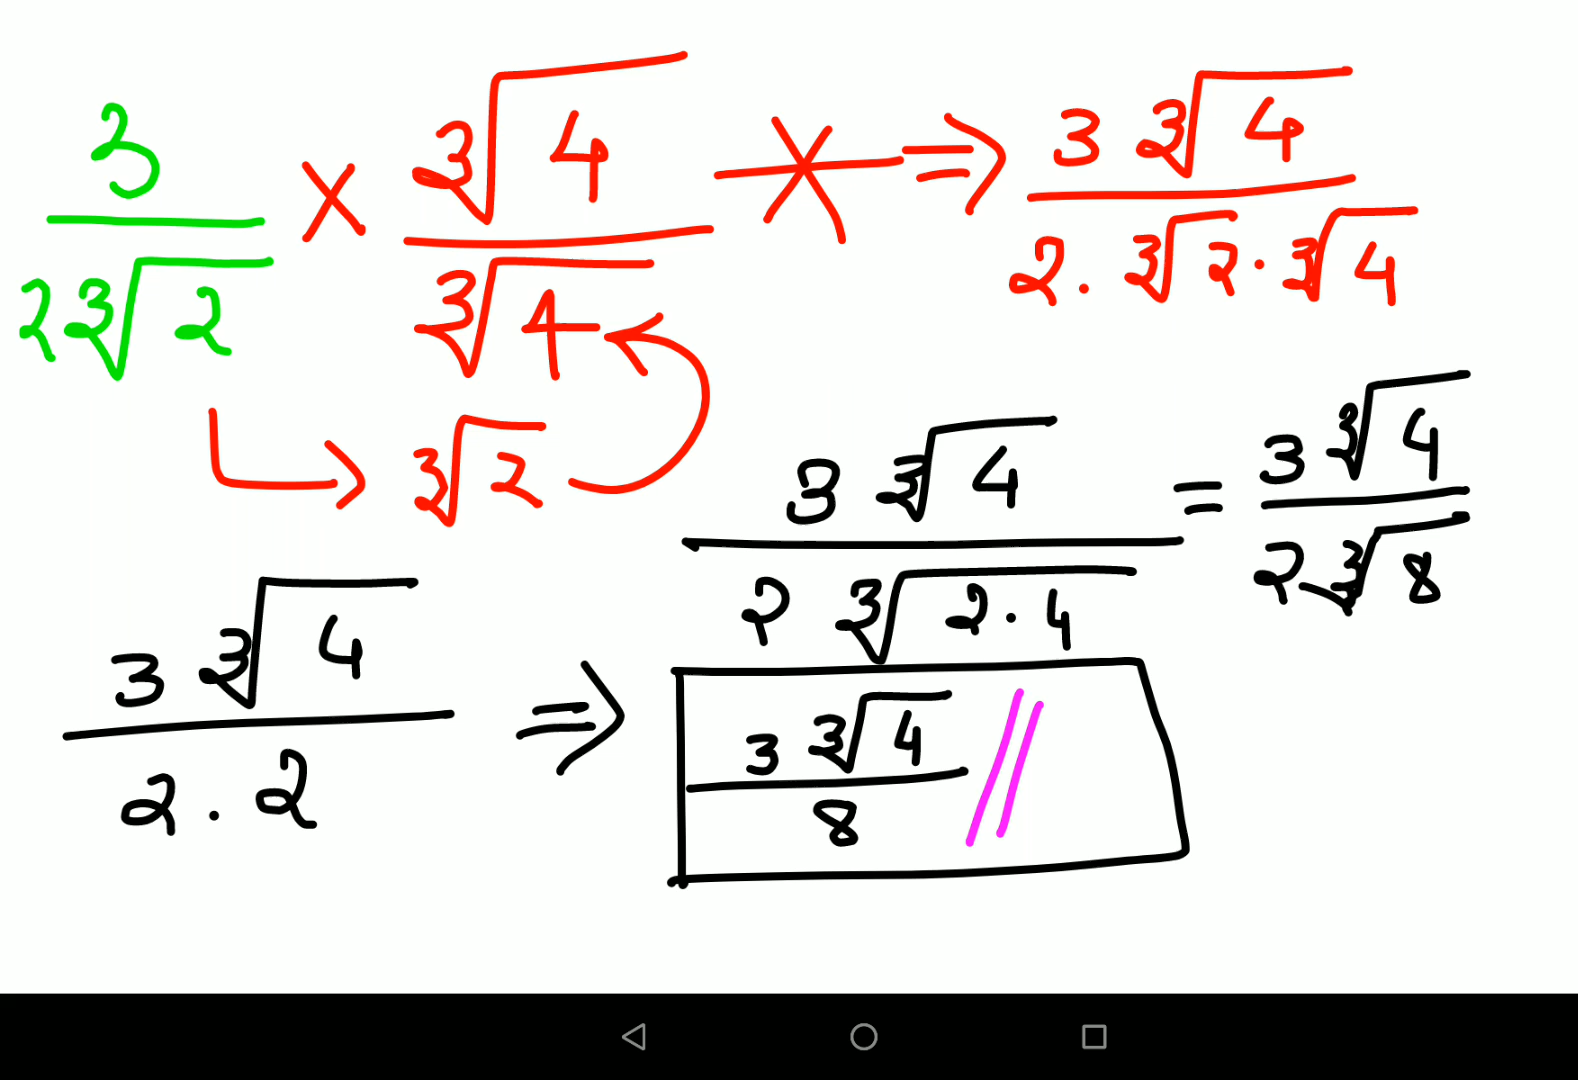 3 / 2∛2 × ∛4 / ∛4 ⇒ 3 ∛4 / 2 · ∛2 · ∛4
∛2
3 ∛4 / 2 ∛2 · 4 = 3 ∛4 / 2 ∛8
3 ∛4 / 2 · 2 ⇒ 3 ∛4 / 8 //